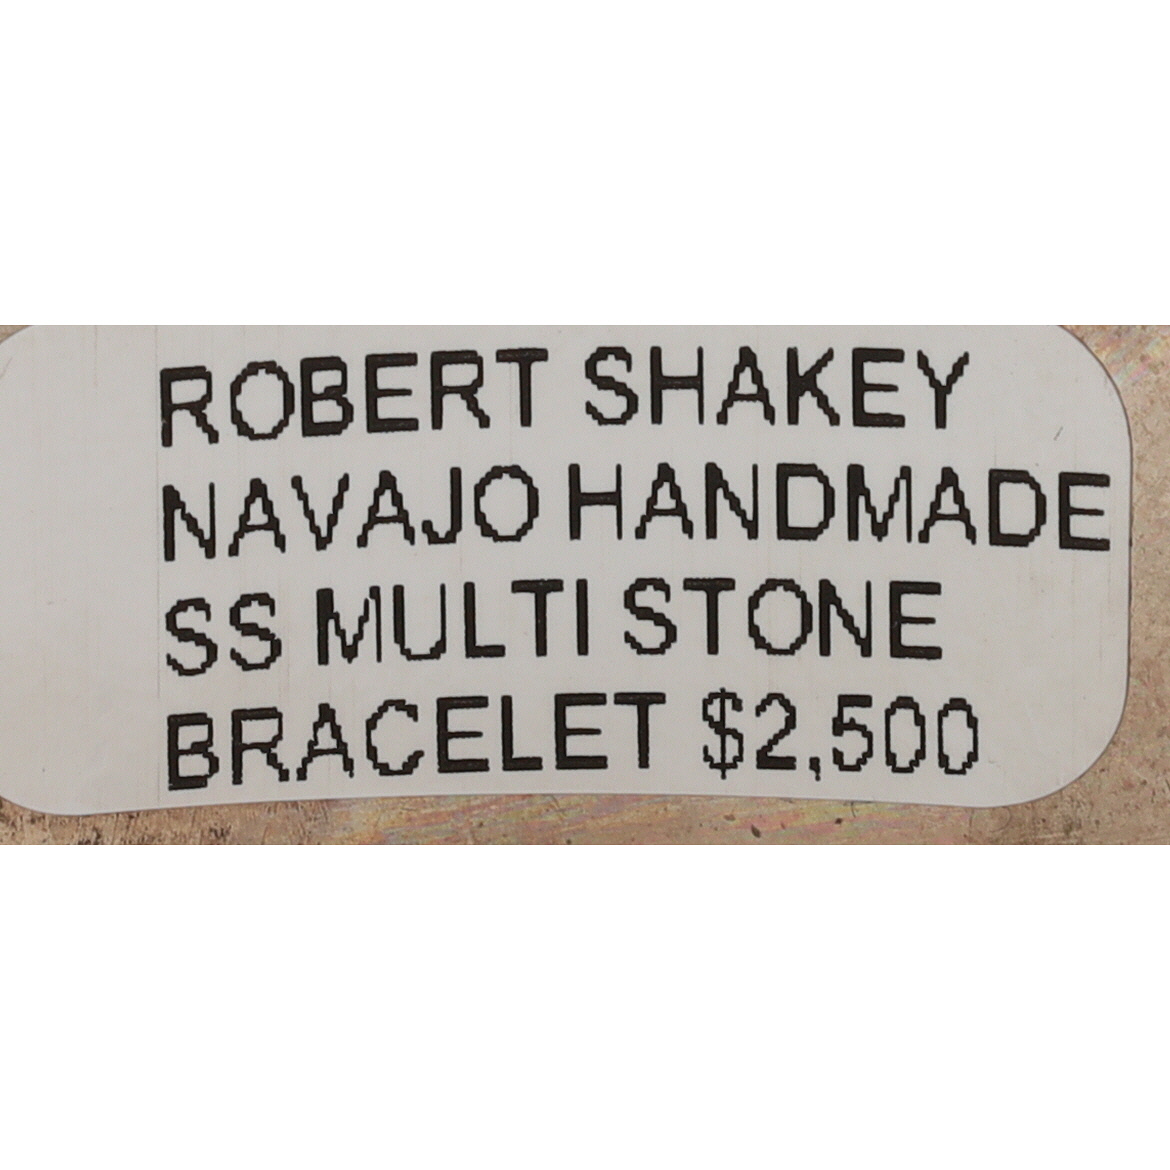 ROBERT SHAKEY
NAVAJO HANDMADE
SS MULTI STONE
BRACELET $2,500